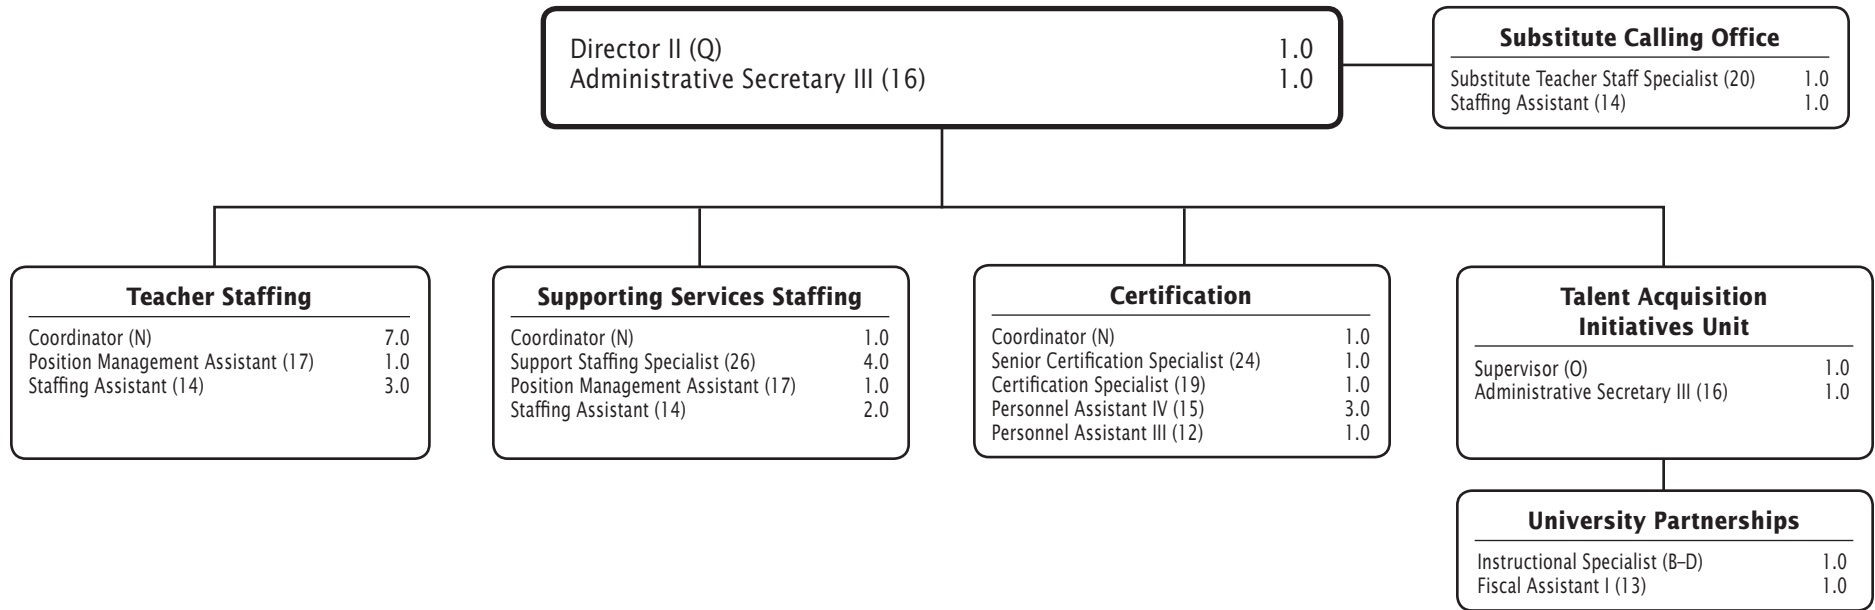 Director II (Q) 1.0
Administrative Secretary III (16) 1.0
Substitute Calling Office
Substitute Teacher Staff Specialist (20) 1.0
Staffing Assistant (14) 1.0
Teacher Staffing
Coordinator (N) 7.0
Position Management Assistant (17) 1.0
Staffing Assistant (14) 3.0
Supporting Services Staffing
Coordinator (N) 1.0
Support Staffing Specialist (26) 4.0
Position Management Assistant (17) 1.0
Staffing Assistant (14) 2.0
Certification
Coordinator (N) 1.0
Senior Certification Specialist (24) 1.0
Certification Specialist (19) 1.0
Personnel Assistant IV (15) 3.0
Personnel Assistant III (12) 1.0
Talent Acquisition
Initiatives Unit
Supervisor (O) 1.0
Administrative Secretary III (16) 1.0
University Partnerships
Instructional Specialist (B–D) 1.0
Fiscal Assistant I (13) 1.0